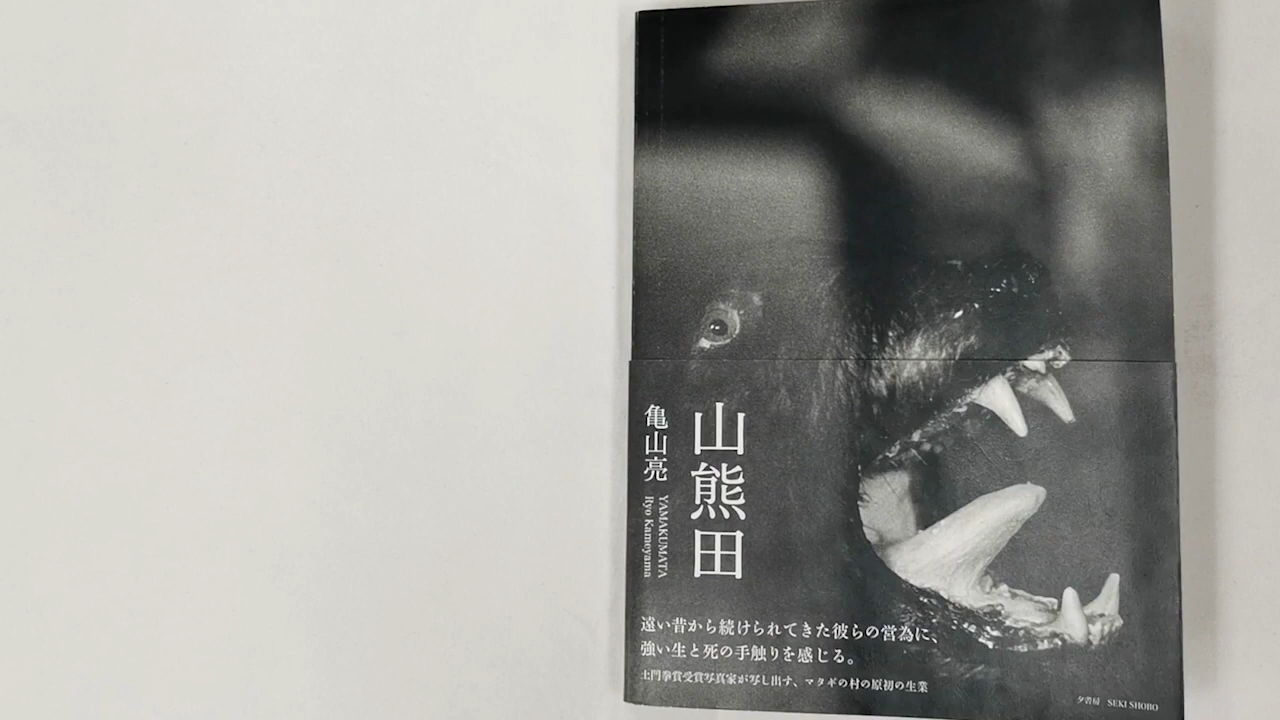 山熊田
亀山亮
YAMAKUMATA
Ryo Kameyama
遠い昔から続けられてきた彼らの営為に、
強い生と死の手触りを感じる。
土門拳賞受賞写真家が写し出す、マタギの村の原初の生業
夕書房　SEKI SHOBO